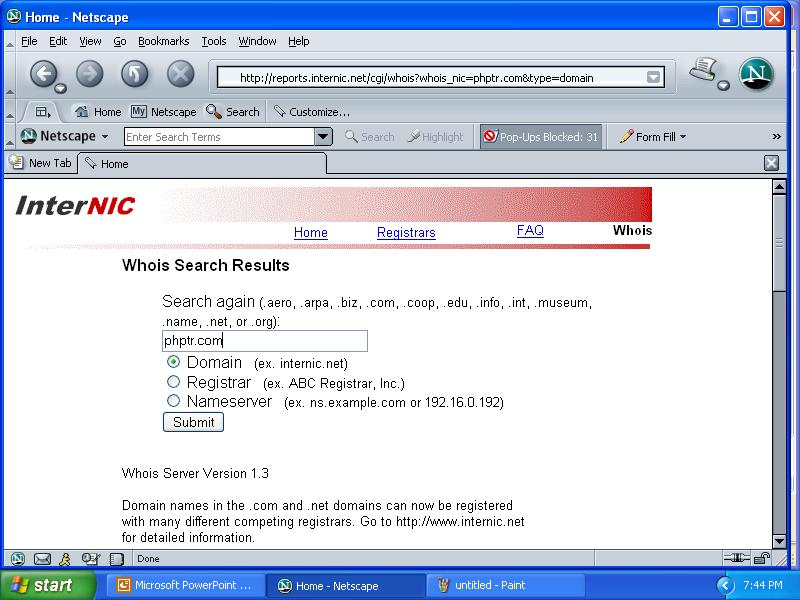 Home - Netscape
File Edit View Go Bookmarks Tools Window Help
http://reports.internic.net/cgi/whois?whois_nic=phptr.com&type=domain
N
Home My Netscape Search Customize...
Netscape Enter Search Terms Search Highlight Pop-Ups Blocked: 31 Form Fill »
New Tab Home
InterNIC
Home Registrars FAQ Whois
Whois Search Results
Search again (.aero, .arpa, .biz, .com, .coop, .edu, .info, .int, .museum,
.name, .net, or .org):
phptr.com
Domain (ex. internic.net)
Registrar (ex. ABC Registrar, Inc.)
Nameserver (ex. ns.example.com or 192.16.0.192)
Submit
Whois Server Version 1.3
Domain names in the .com and .net domains can now be registered
with many different competing registrars. Go to http://www.internic.net
for detailed information.
Done
start Microsoft PowerPoint ... Home - Netscape untitled - Paint 7:44 PM